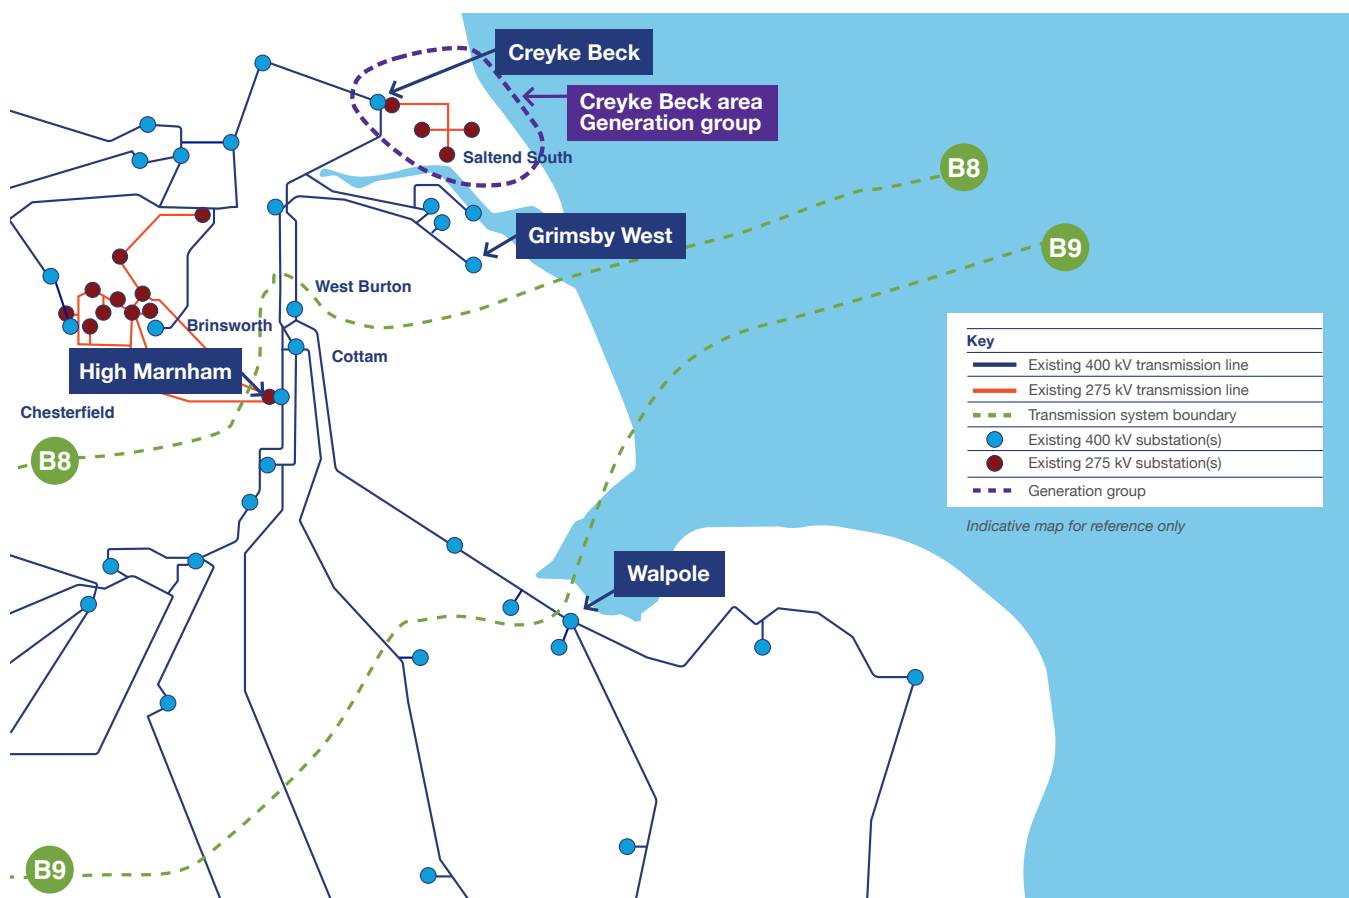 Creyke Beck
Creyke Beck area
Generation group
Saltend South
B8
Grimsby West
B9
West Burton
Brinsworth
Cottam
High Marnham
Chesterfield
B8
Key
Existing 400 kV transmission line
Existing 275 kV transmission line
Transmission system boundary
Existing 400 kV substation(s)
Existing 275 kV substation(s)
Generation group
Indicative map for reference only
Walpole
B9